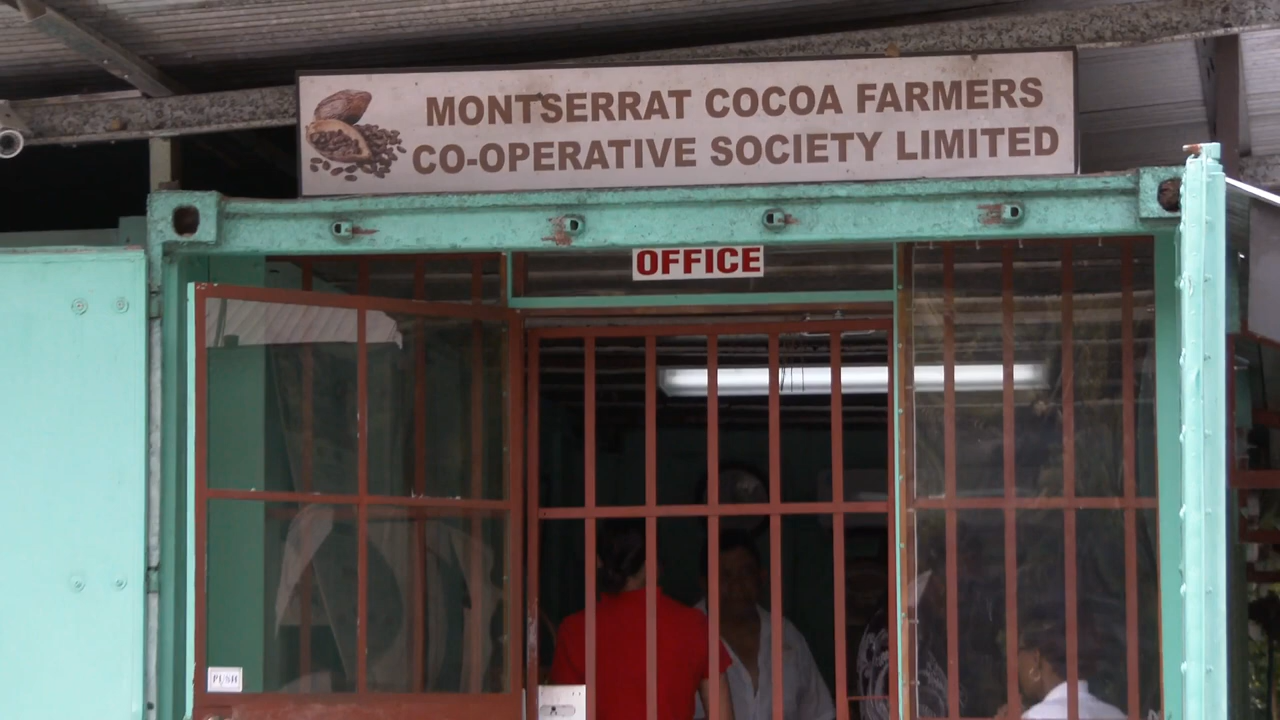 MONTSERRAT COCOA FARMERS
CO-OPERATIVE SOCIETY LIMITED
OFFICE
PUSH